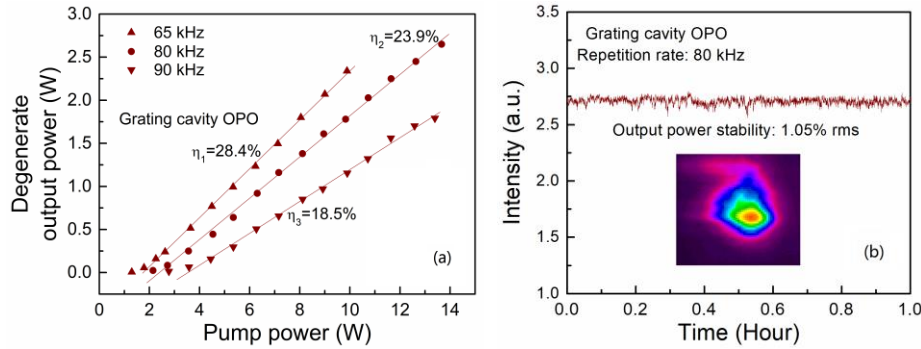 65 kHz
80 kHz
90 kHz
η2=23.9%
Grating cavity OPO
η1=28.4%
η3=18.5%
(a)
Degenerate
output power (W)
2.5
2.0
1.5
1.0
0.5
0.0
0 2 4 6 8 10 12 14
Pump power (W)
Grating cavity OPO
Repetition rate: 80 kHz
Output power stability: 1.05% rms
(b)
Intensity (a.u.)
3.5
3.0
2.5
2.0
1.5
1.0
0.0 0.2 0.4 0.6 0.8 1.0
Time (Hour)